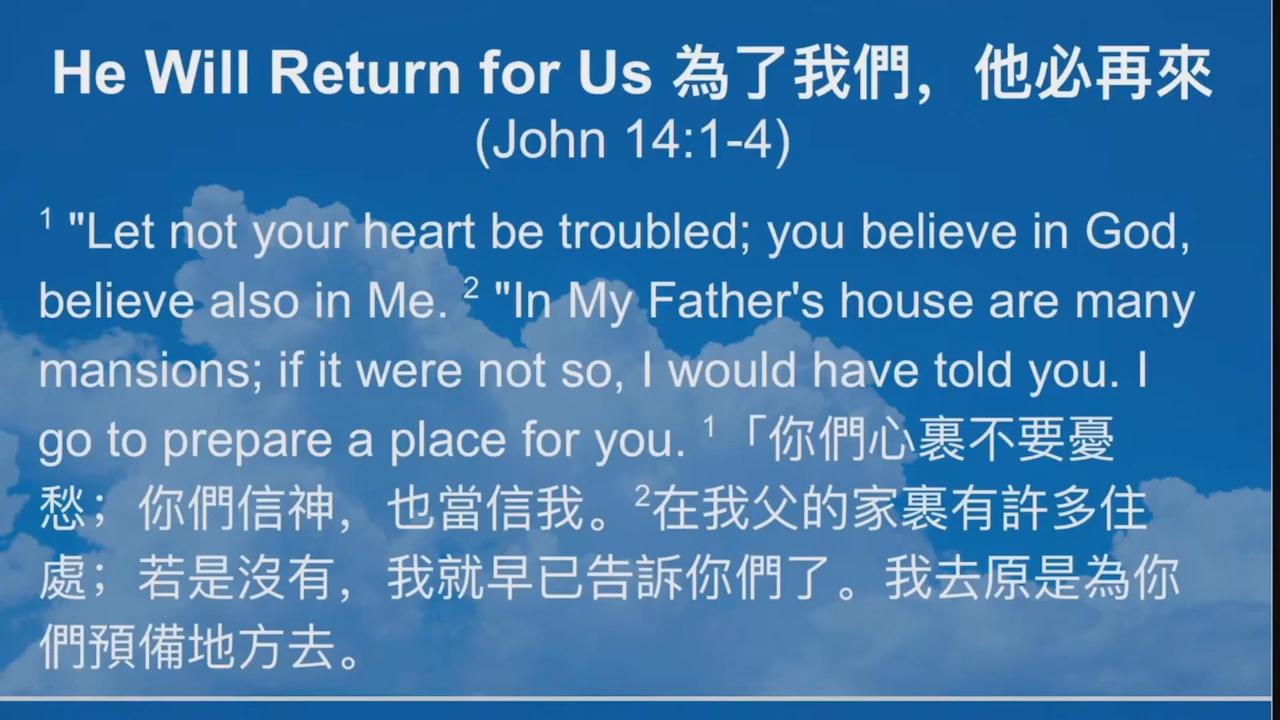 He Will Return for Us 為了我們，他必再來
(John 14:1-4)
1 "Let not your heart be troubled; you believe in God,
believe also in Me. 2 "In My Father's house are many
mansions; if it were not so, I would have told you. I
go to prepare a place for you. 1「你們心裏不要憂
愁；你們信神，也當信我。2在我父的家裏有許多住
處；若是沒有，我就早已告訴你們了。我去原是為你
們預備地方去。